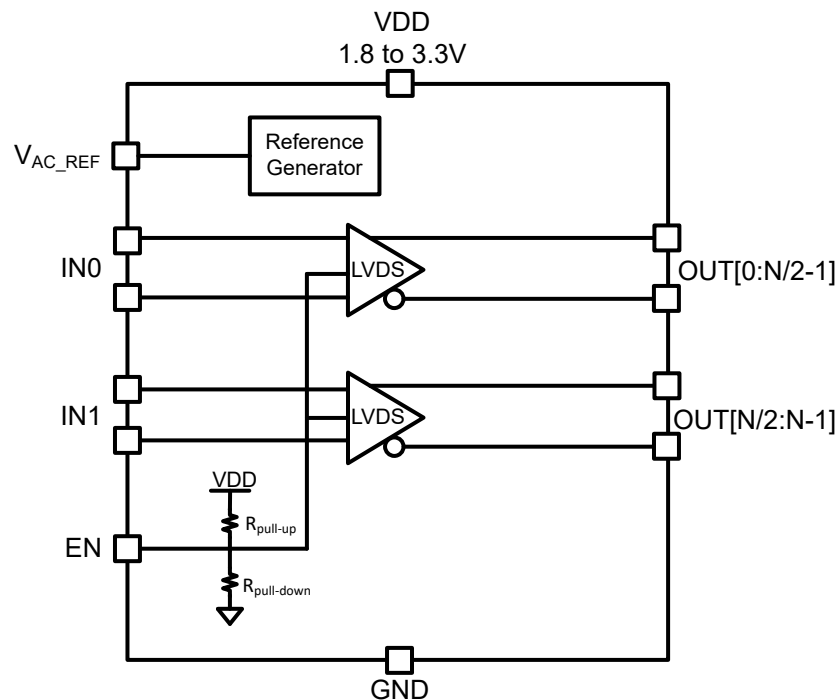 VDD
1.8 to 3.3V
VAC_REF
Reference
Generator
IN0
LVDS
OUT[0:N/2-1]
IN1
LVDS
OUT[N/2:N-1]
VDD
Rpull-up
EN
Rpull-down
GND